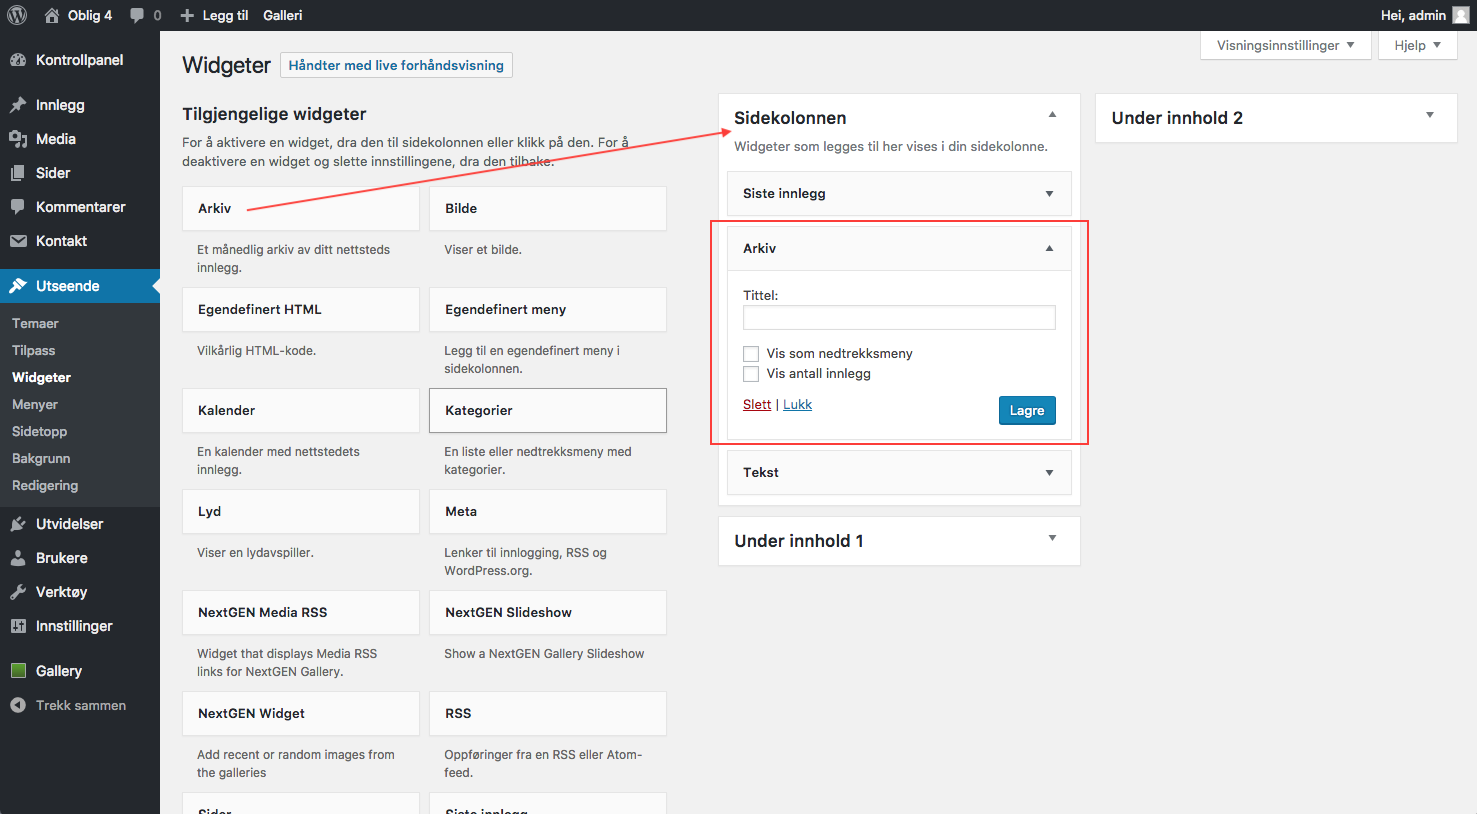 Oblig 4
0
Legg til
Galleri
Hei, admin
Kontrollpanel
Innlegg
Media
Sider
Kommentarer
Kontakt
Utseende
Temaer
Tilpass
Widgeter
Menyer
Sidetopp
Bakgrunn
Redigering
Utvidelser
Brukere
Verktøy
Innstillinger
Gallery
Trekk sammen
Visningsinnstillinger
Hjelp
Widgeter
Håndter med live forhåndsvisning
Tilgjengelige widgeter
For å aktivere en widget, dra den til sidekolonnen eller klikk på den. For å
deaktivere en widget og slette innstillingene, dra den tilbake.
Arkiv
Et månedlig arkiv av ditt nettsteds
innlegg.
Bilde
Viser et bilde.
Egendefinert HTML
Vilkårlig HTML-kode.
Egendefinert meny
Legg til en egendefinert meny i
sidekolonnen.
Kalender
En kalender med nettstedets
innlegg.
Kategorier
En liste eller nedtrekksmeny med
kategorier.
Lyd
Viser en lydavspiller.
Meta
Lenker til innlogging, RSS og
WordPress.org.
NextGEN Media RSS
Widget that displays Media RSS
links for NextGEN Gallery.
NextGEN Slideshow
Show a NextGEN Gallery Slideshow
NextGEN Widget
Add recent or random images from
the galleries
RSS
Oppføringer fra en RSS eller Atom-
feed.
Sider
Siste innlegg
Sidekolonnen
Widgeter som legges til her vises i din sidekolonne.
Siste innlegg
Arkiv
Tittel:
Vis som nedtrekksmeny
Vis antall innlegg
Slett | Lukk
Lagre
Tekst
Under innhold 1
Under innhold 2